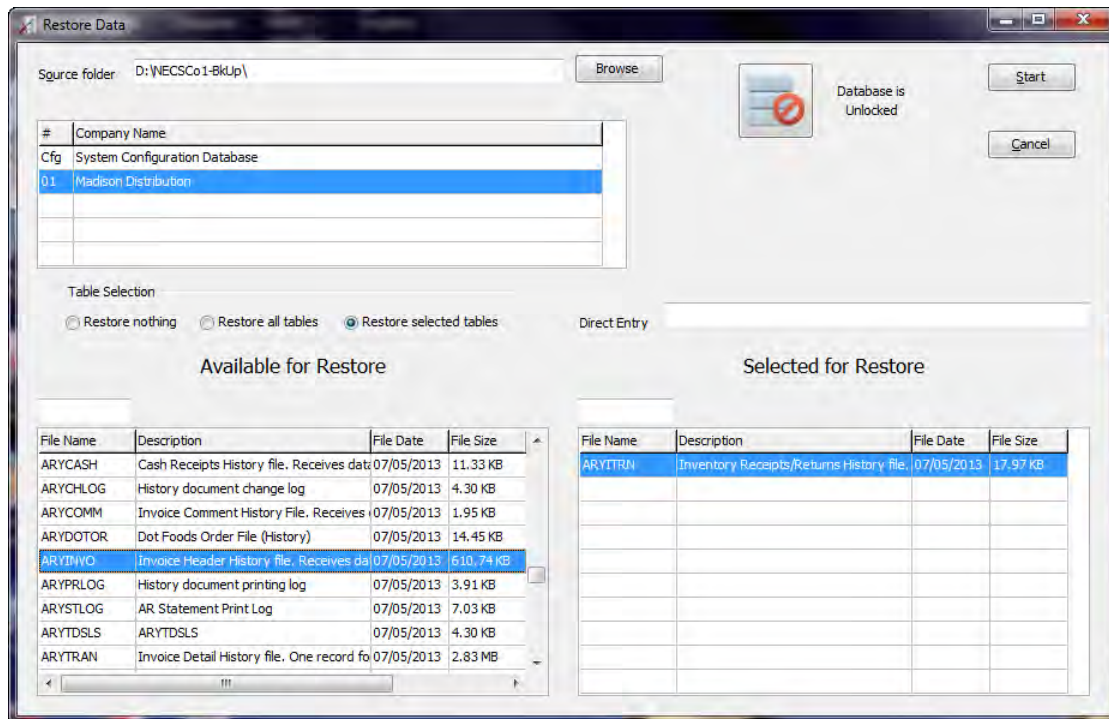 Restore Data
Source folder D:\NECSCo1-BkUp\ Browse
Database is
Unlocked
Start
Cancel
# Company Name
Cfg System Configuration Database
01 Madison Distribution
Table Selection
Restore nothing Restore all tables Restore selected tables Direct Entry
Available for Restore Selected for Restore
File Name Description File Date File Size
ARYCASH Cash Receipts History file. Receives data 07/05/2013 11.33 KB
ARYCHLOG History document change log 07/05/2013 4.30 KB
ARYCOMM Invoice Comment History File. Receives 07/05/2013 1.95 KB
ARYDOTOR Dot Foods Order File (History) 07/05/2013 14.45 KB
ARYINVO Invoice Header History file. Receives da 07/05/2013 610.74 KB
ARYPRLOG History document printing log 07/05/2013 3.91 KB
ARYSTLOG AR Statement Print Log 07/05/2013 7.03 KB
ARYTDSLS ARYTDSLS 07/05/2013 4.30 KB
ARYTRAN Invoice Detail History file. One record fo 07/05/2013 2.83 MB
File Name Description File Date File Size
ARYITRN Inventory Receipts/Returns History file. 07/05/2013 17.97 KB